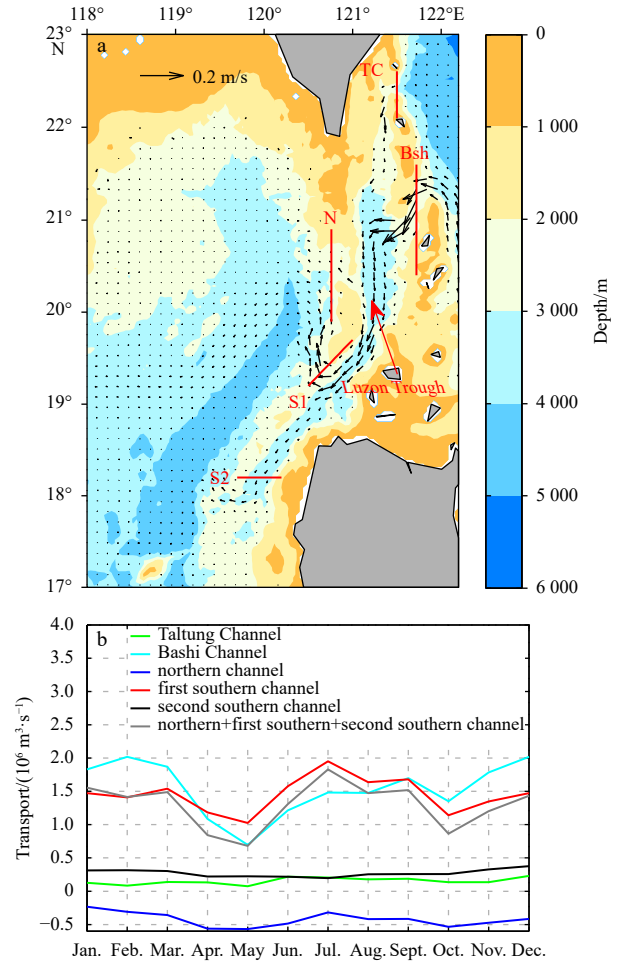 118°
119°
120°
121°
122°E
23°
N
a
0.2 m/s
TC
22°
Bsh
21°
N
20°
S1
Luzon Trough
19°
S2
18°
17°
0
1 000
2 000
3 000
4 000
5 000
6 000
Depth/m
b
4.0
3.5
3.0
2.5
2.0
1.5
1.0
0.5
0
−0.5
Transport/(10⁶ m³·s⁻¹)
Taltung Channel
Bashi Channel
northern channel
first southern channel
second southern channel
northern+first southern+second southern channel
Jan. Feb. Mar. Apr. May Jun. Jul. Aug. Sept. Oct. Nov. Dec.